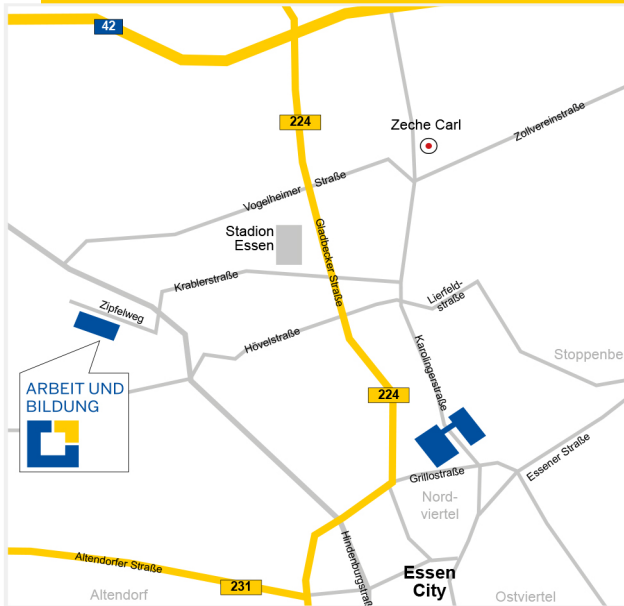 42
224
Zeche Carl
Zollvereinstraße
Vogelheimer Straße
Stadion
Essen
Gladbecker Straße
Krablerstraße
Zipfelweg
Lierfeld-
straße
Hövelstraße
Karolingerstraße
Stoppenbe
ARBEIT UND
BILDUNG
224
Essener Straße
Grillostraße
Nord-
viertel
Hindenburgstraß
Altendorfer Straße
231
Essen
City
Altendorf
Ostviertel